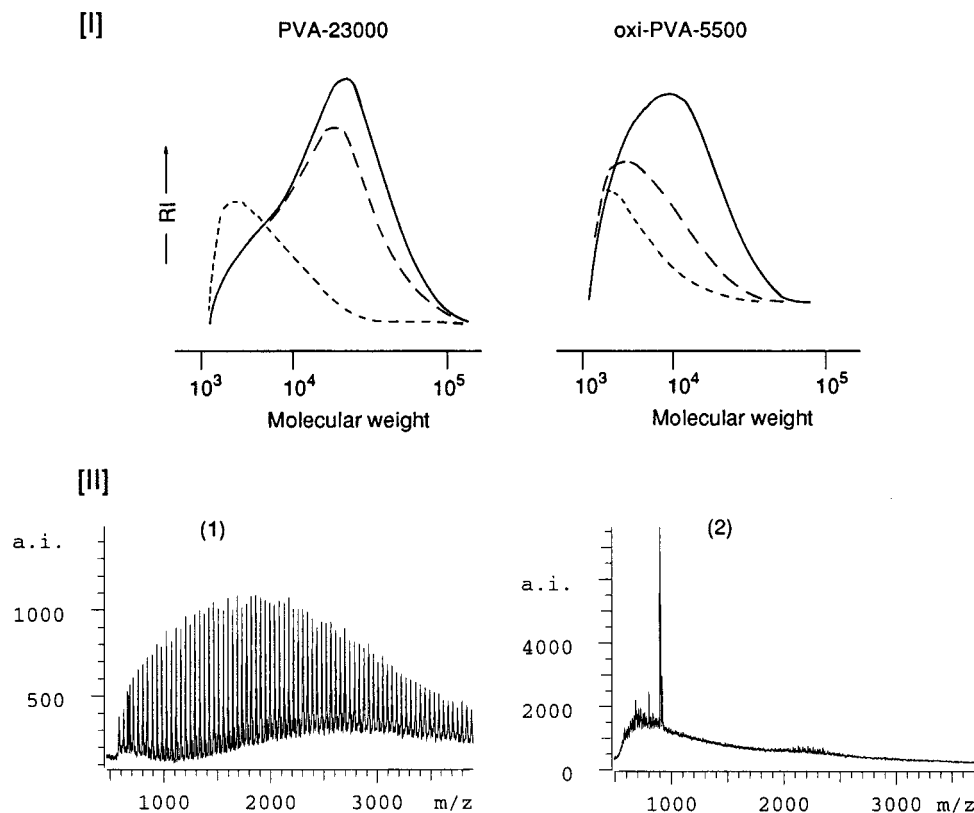 [I]
PVA-23000
oxi-PVA-5500
RI
10³ 10⁴ 10⁵
Molecular weight
10³ 10⁴ 10⁵
Molecular weight
[II]
(1)
a.i.
1000
500
1000 2000 3000 m/z
(2)
a.i.
4000
2000
0
1000 2000 3000 m/z